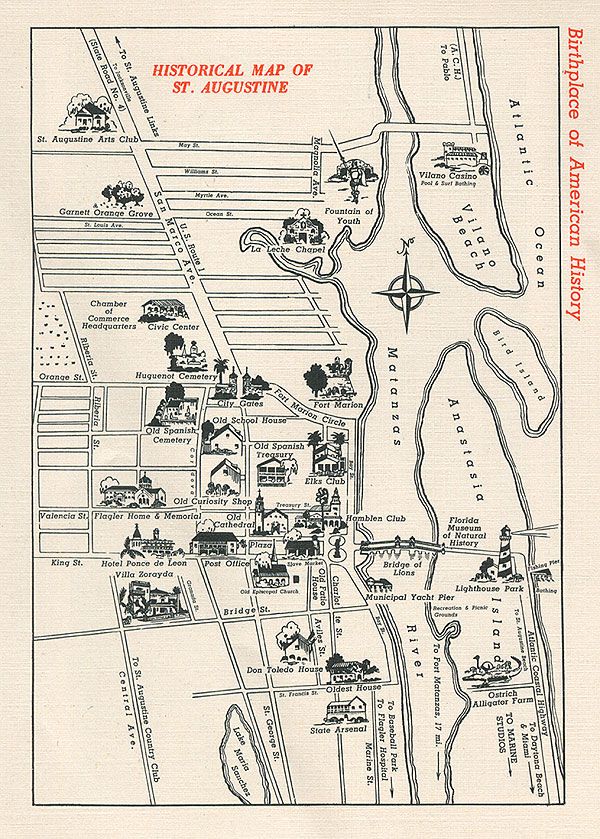 Birthplace of American History
HISTORICAL MAP OF
ST. AUGUSTINE
To St. Augustine Links
To Jacksonville
(State Road No. 4)
(A.C.H.)
To Pablo
St. Augustine Arts Club
May St.
Williams St.
Magnolia Ave.
Myrtle Ave.
Ocean St.
Garnett Orange Grove
St. Louis Ave.
San Marco Ave.
U.S. Route 1
Fountain of
Youth
La Leche Chapel
Vilano Casino
Pool & Surf Bathing
Vilano
Beach
Atlantic
Ocean
N
Bird Island
Chamber of
Commerce
Headquarters
Civic Center
Riberia St.
Orange St.
Huguenot Cemetery
City Gates
Fort Marion
Fort Marion Circle
Matanzas
River
Anastasia
Island
Riberia
St.
Old Spanish
Cemetery
Old School House
Cordova
Old Spanish
Treasury
Elks Club
Bay St.
Old Curiosity Shop
Flagler Home & Memorial
Valencia St.
Old
Cathedral
Treasury St.
Hamblen Club
Florida
Museum
of Natural
History
King St.
Hotel Ponce de Leon
Post Office
Plaza
Slave Market
Bridge of
Lions
Lighthouse Park
Fishing Pier
Bathing
Villa Zorayda
Granada St.
Old Episcopal Church
Old Patio
House
Charlotte St.
Municipal Yacht Pier
Recreation & Picnic
Grounds
Bridge St.
Aviles St.
Bay St.
Don Toledo House
Oldest House
St. Francis St.
State Arsenal
To St. Augustine Country Club
Central Ave.
St. George St.
Lake
Maria
Sanchez
Marine St.
To Baseball Park
To Flagler Hospital
To Fort Matanzas, 17 mi.
To St. Augustine Beach
Atlantic Coastal Highway
Ostrich
Alligator Farm
TO MARINE
STUDIOS
To Daytona Beach
& Miami